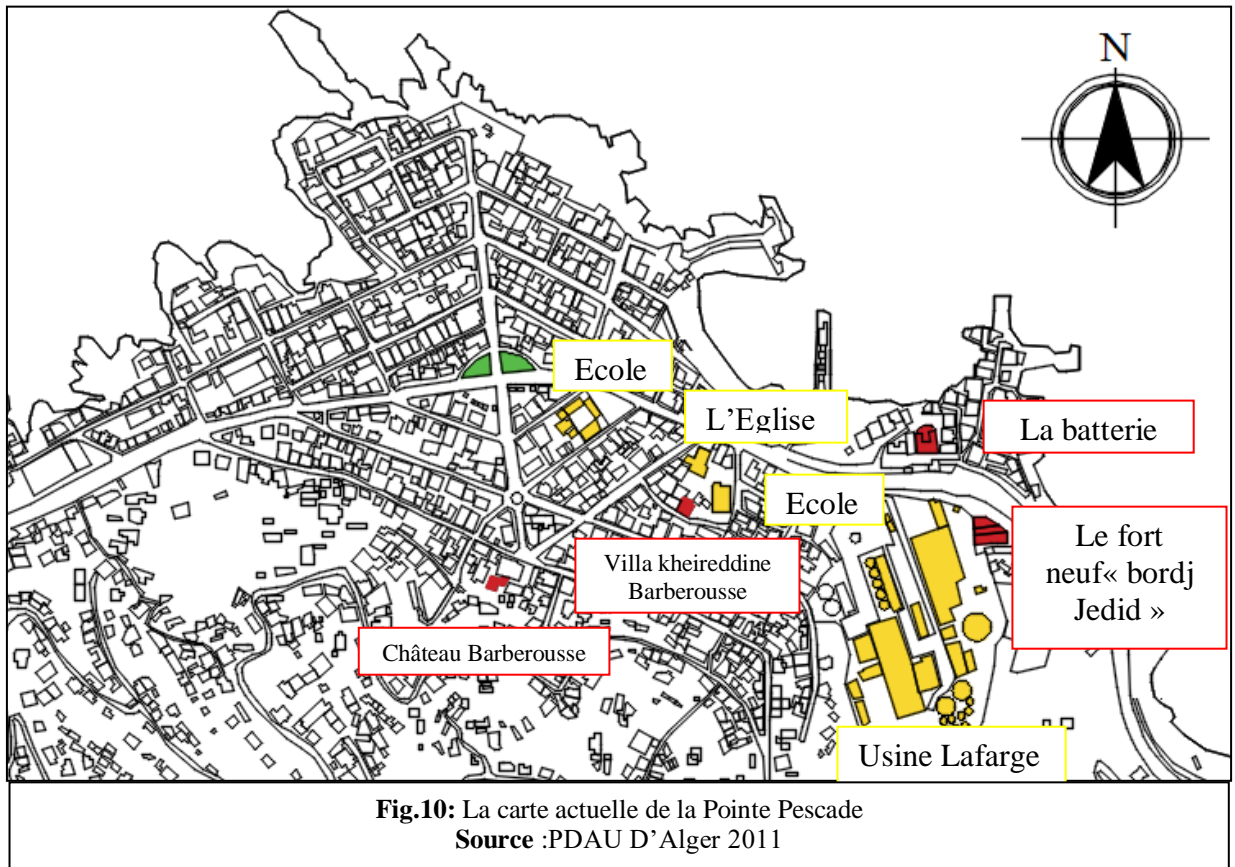 N
Ecole
L'Eglise
La batterie
Ecole
Le fort
neuf« bordj
Jedid »
Villa kheireddine
Barberousse
Château Barberousse
Usine Lafarge
Fig.10: La carte actuelle de la Pointe Pescade
Source :PDAU D'Alger 2011